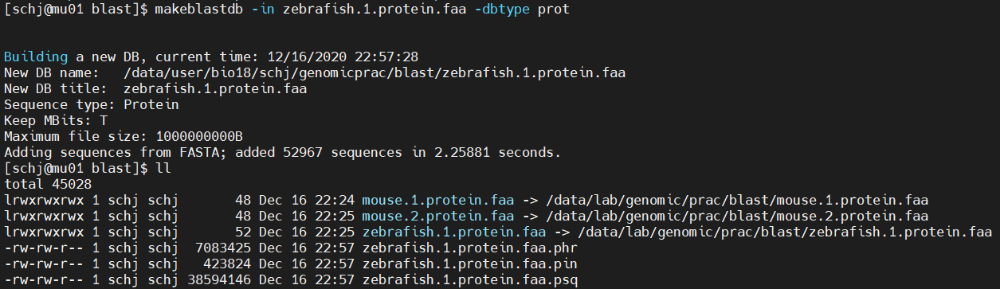 [schj@mu01 blast]$ makeblastdb -in zebrafish.1.protein.faa -dbtype prot
Building a new DB, current time: 12/16/2020 22:57:28
New DB name:   /data/user/bio18/schj/genomicprac/blast/zebrafish.1.protein.faa
New DB title:  zebrafish.1.protein.faa
Sequence type: Protein
Keep MBits: T
Maximum file size: 1000000000B
Adding sequences from FASTA; added 52967 sequences in 2.25881 seconds.
[schj@mu01 blast]$ ll
total 45028
lrwxrwxrwx 1 schj schj       48 Dec 16 22:24 mouse.1.protein.faa -> /data/lab/genomic/prac/blast/mouse.1.protein.faa
lrwxrwxrwx 1 schj schj       48 Dec 16 22:25 mouse.2.protein.faa -> /data/lab/genomic/prac/blast/mouse.2.protein.faa
lrwxrwxrwx 1 schj schj       52 Dec 16 22:25 zebrafish.1.protein.faa -> /data/lab/genomic/prac/blast/zebrafish.1.protein.faa
-rw-rw-r-- 1 schj schj  7083425 Dec 16 22:57 zebrafish.1.protein.faa.phr
-rw-rw-r-- 1 schj schj   423824 Dec 16 22:57 zebrafish.1.protein.faa.pin
-rw-rw-r-- 1 schj schj 38594146 Dec 16 22:57 zebrafish.1.protein.faa.psq